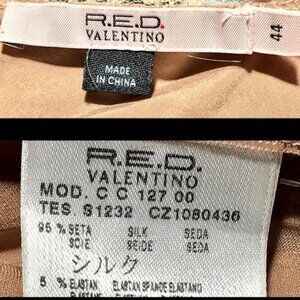 R.E.D.
VALENTINO
44
MADE
IN CHINA
R.E.D.
VALENTINO
MOD. C C 127 00
TES. S1232 CZ1080436
95 % SETA SILK SEDA
SOIE SEIDE SEDA
シルク
5 % ELASTAN ELASTANO